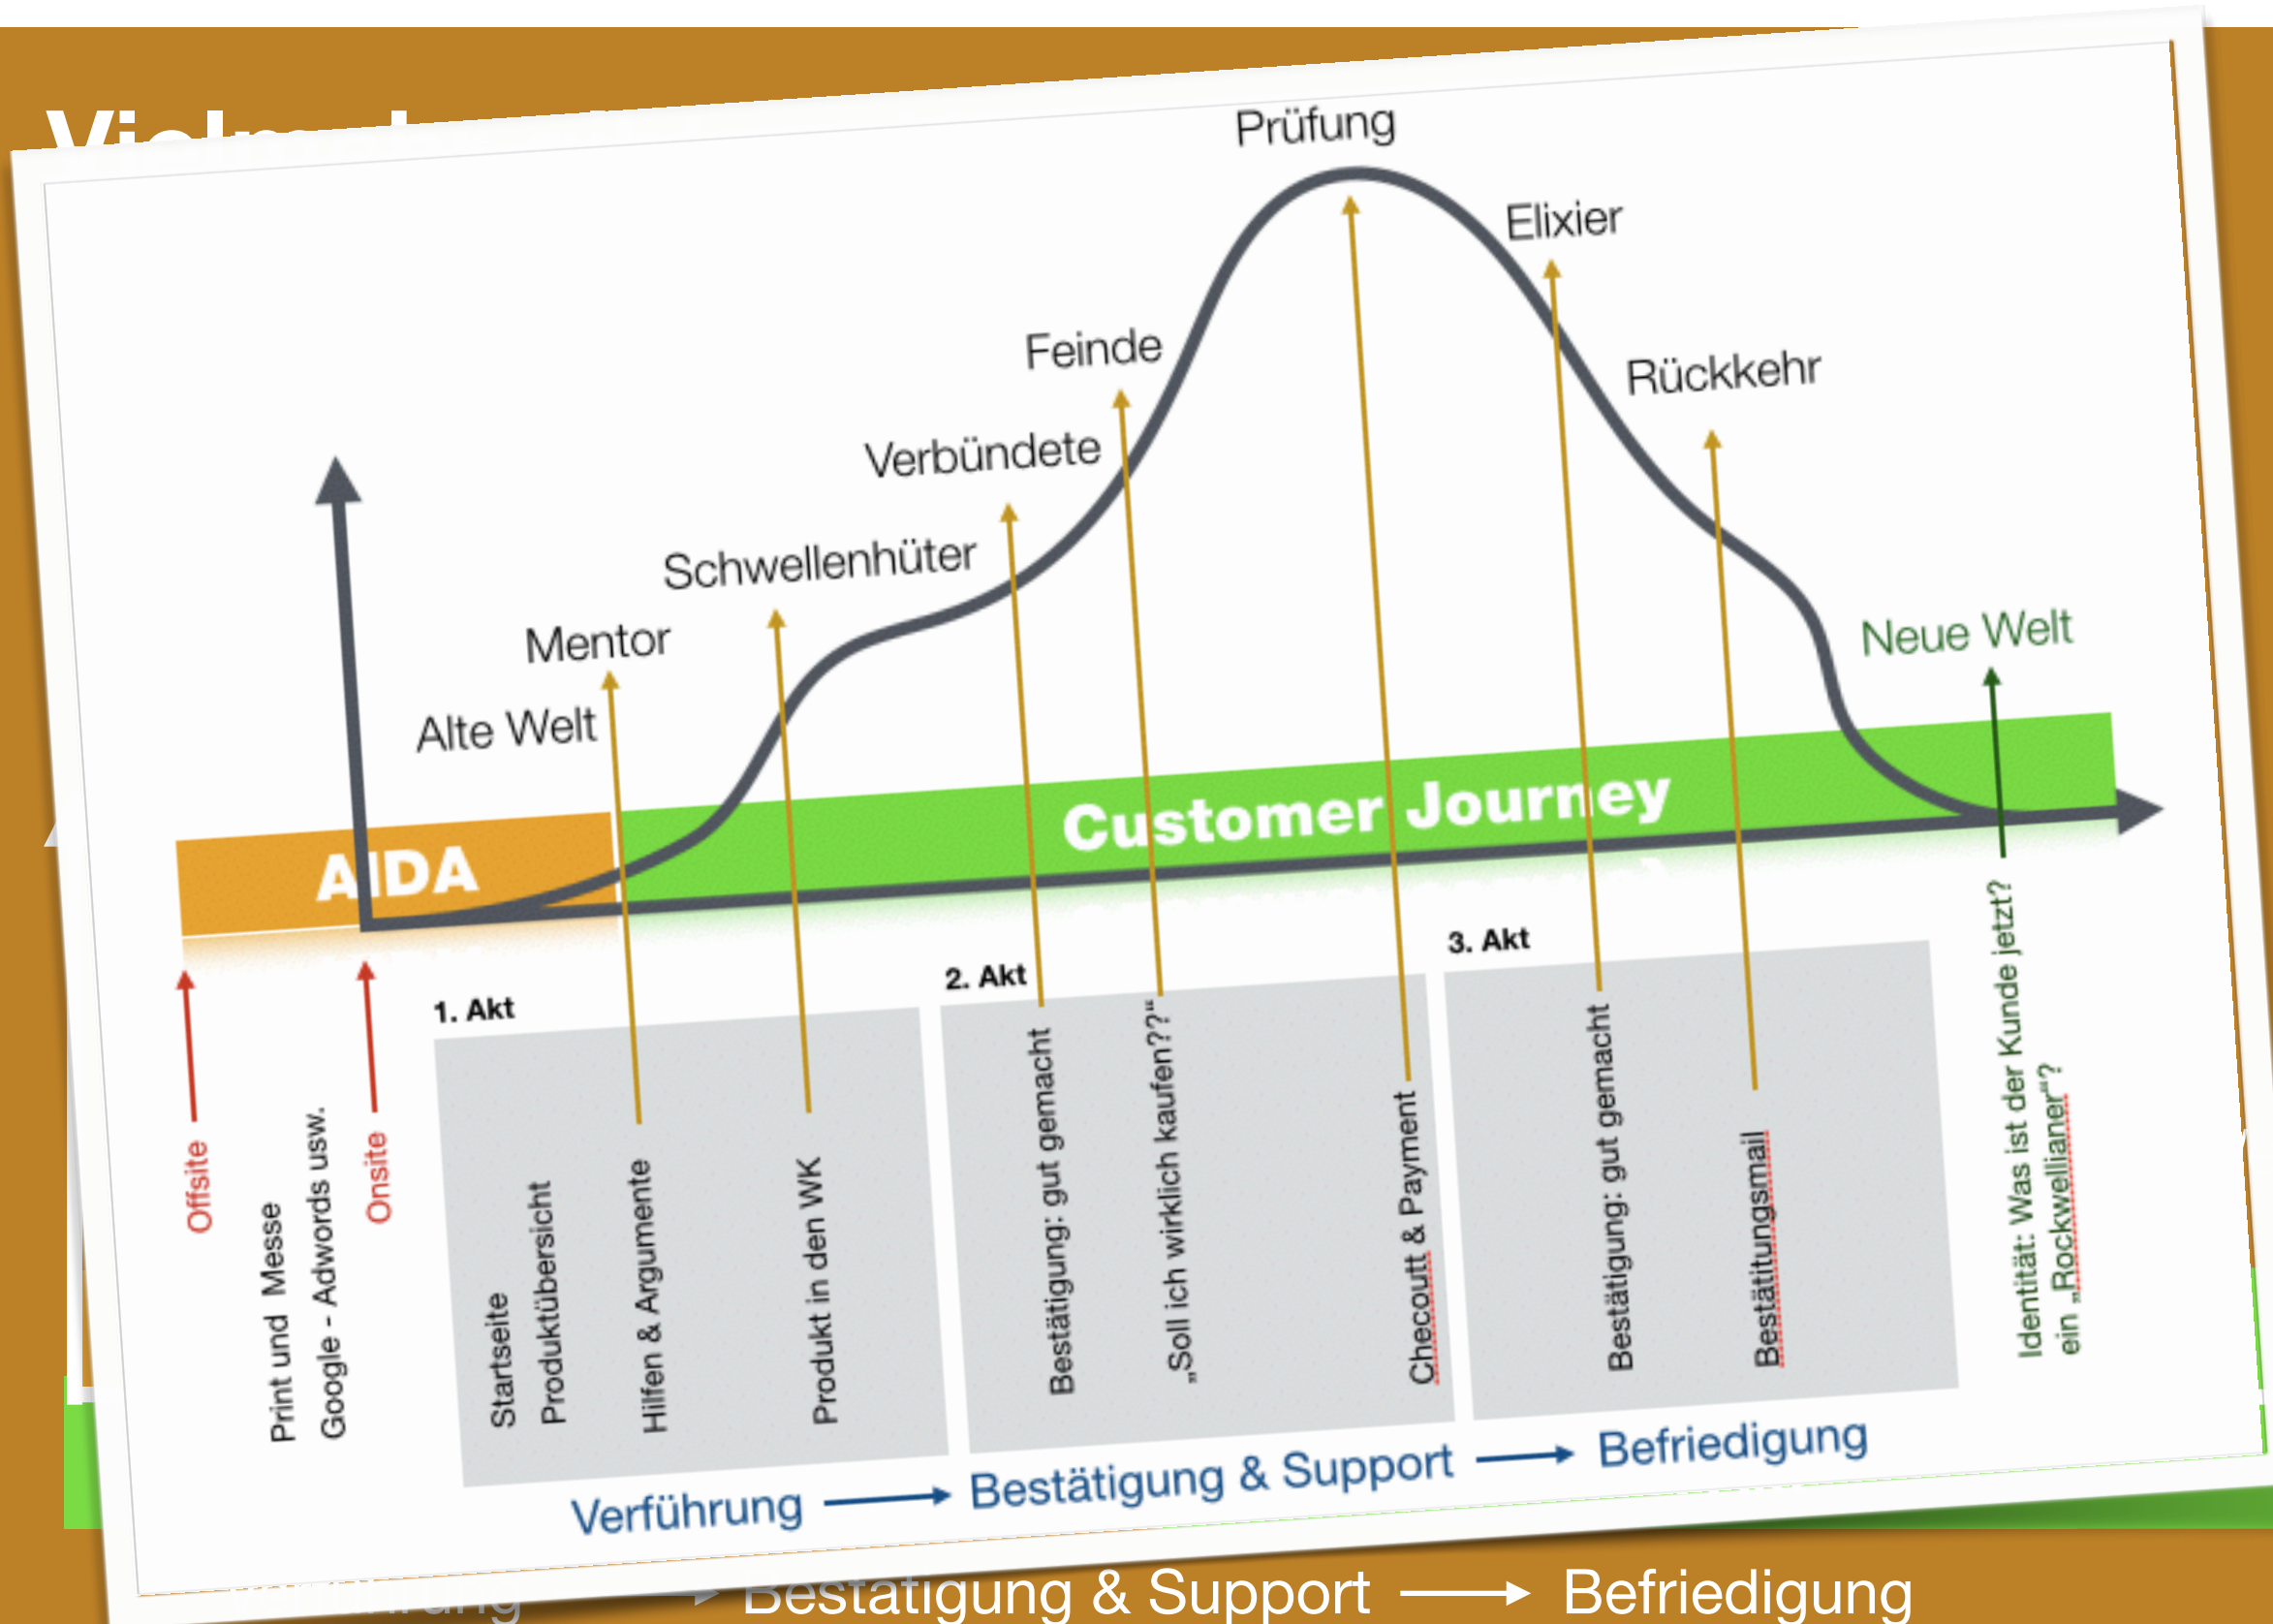 Prüfung
Elixier
Feinde
Rückkehr
Verbündete
Schwellenhüter
Mentor
Neue Welt
Alte Welt
Customer Journey
AIDA
3. Akt
2. Akt
1. Akt
Offsite
Print und Messe
Google - Adwords usw.
Onsite
Startseite
Produktübersicht
Hilfen & Argumente
Produkt in den WK
Bestätigung: gut gemacht
„Soll ich wirklich kaufen??“
Checoutt & Payment
Bestätigung: gut gemacht
Bestätitungsmail
Identität: Was ist der Kunde jetzt?
ein „Rockwellianer“?
Verführung
Bestätigung & Support
Befriedigung
Bestätigung & Support
Befriedigung